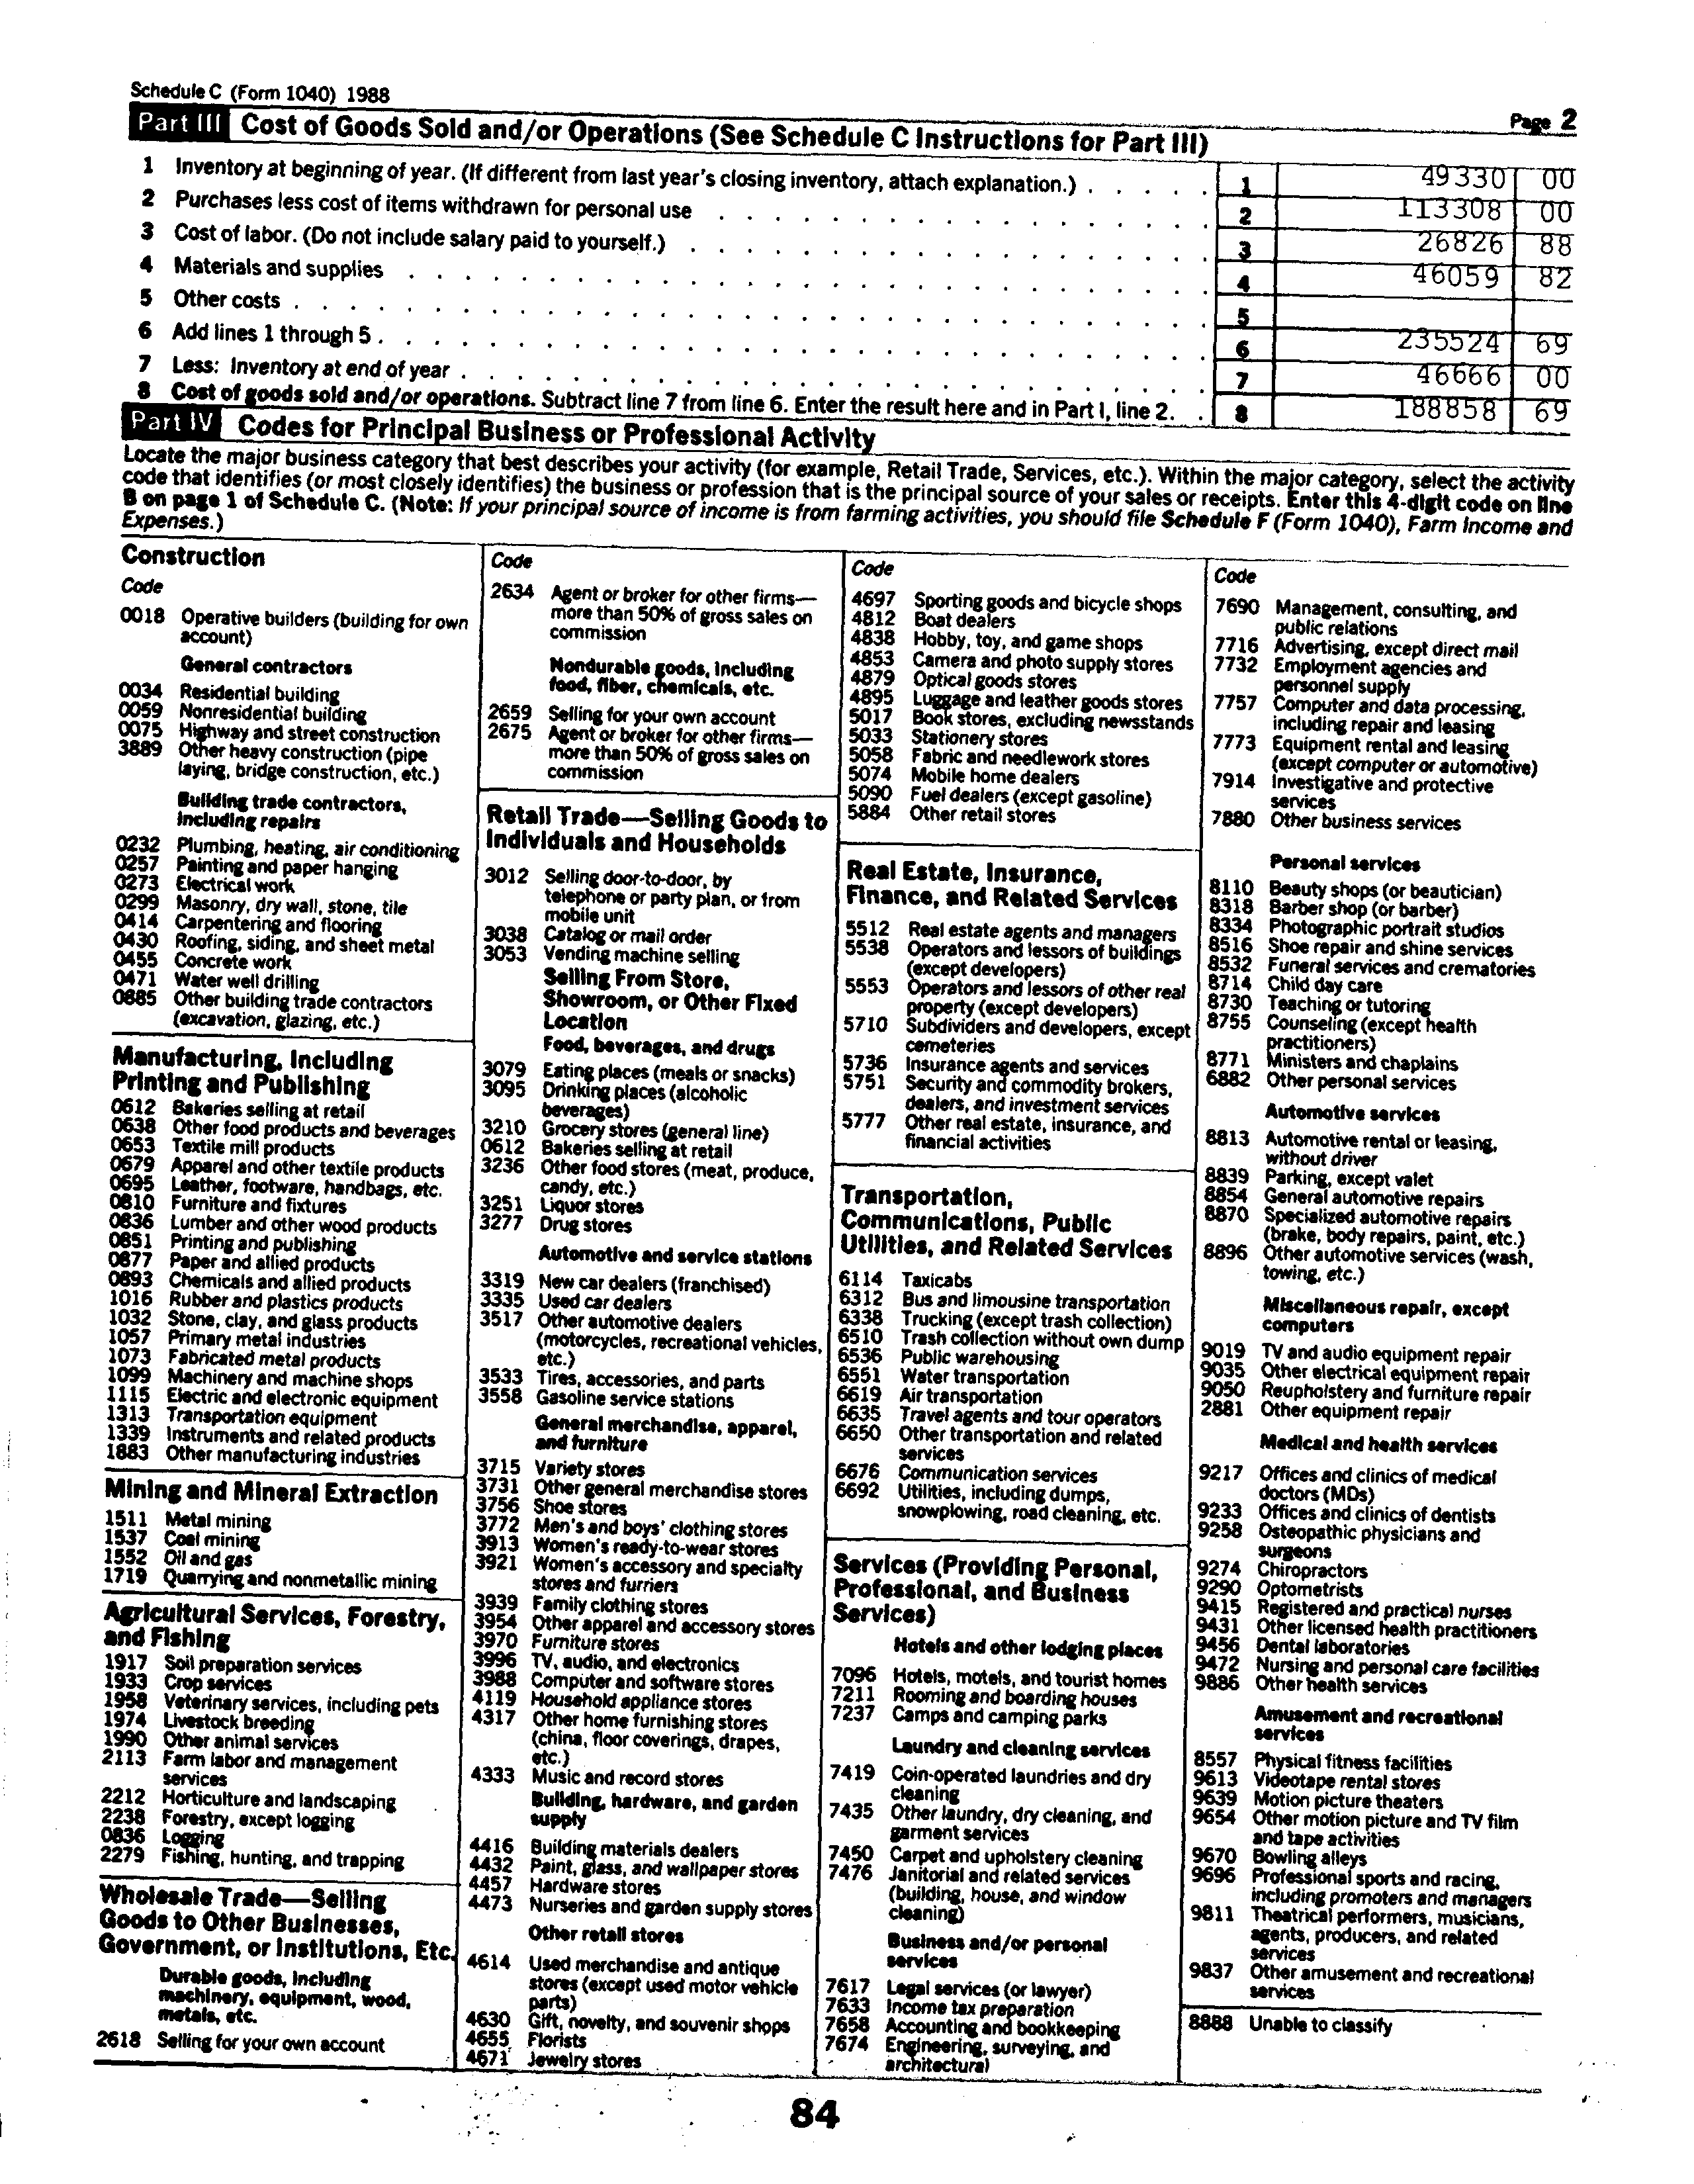 Schedule C (Form 1040) 1988
Page 2
Part III Cost of Goods Sold and/or Operations (See Schedule C Instructions for Part III)
1 Inventory at beginning of year. (If different from last year's closing inventory, attach explanation.) . . . . . 1 49330 00
2 Purchases less cost of items withdrawn for personal use . . . . . . . . . . . . . . . . . . 2 113308 00
3 Cost of labor. (Do not include salary paid to yourself.) . . . . . . . . . . . . . . . . . . . 3 26826 88
4 Materials and supplies . . . . . . . . . . . . . . . . . . . . . . . . . . . . . 4 46059 82
5 Other costs . . . . . . . . . . . . . . . . . . . . . . . . . . . . . . . . . 5
6 Add lines 1 through 5 . . . . . . . . . . . . . . . . . . . . . . . . . . . . . . 6 235524 69
7 Less: Inventory at end of year . . . . . . . . . . . . . . . . . . . . . . . . . . . 7 46666 00
8 Cost of goods sold and/or operations. Subtract line 7 from line 6. Enter the result here and in Part I, line 2. . 8 188858 69
Part IV Codes for Principal Business or Professional Activity
Locate the major business category that best describes your activity (for example, Retail Trade, Services, etc.). Within the major category, select the activity
code that identifies (or most closely identifies) the business or profession that is the principal source of your sales or receipts. Enter this 4-digit code on line
B on page 1 of Schedule C. (Note: If your principal source of income is from farming activities, you should file Schedule F (Form 1040), Farm Income and
Expenses.)
Construction
Code
0018 Operative builders (building for own
account)
General contractors
0034 Residential building
0059 Nonresidential building
0075 Highway and street construction
3889 Other heavy construction (pipe
laying, bridge construction, etc.)
Building trade contractors,
including repairs
0232 Plumbing, heating, air conditioning
0257 Painting and paper hanging
0273 Electrical work
0299 Masonry, dry wall, stone, tile
0414 Carpentering and flooring
0430 Roofing, siding, and sheet metal
0455 Concrete work
0471 Water well drilling
0885 Other building trade contractors
(excavation, glazing, etc.)
Manufacturing, Including
Printing and Publishing
0612 Bakeries selling at retail
0638 Other food products and beverages
0653 Textile mill products
0679 Apparel and other textile products
0695 Leather, footware, handbags, etc.
0810 Furniture and fixtures
0836 Lumber and other wood products
0851 Printing and publishing
0877 Paper and allied products
0893 Chemicals and allied products
1016 Rubber and plastics products
1032 Stone, clay, and glass products
1057 Primary metal industries
1073 Fabricated metal products
1099 Machinery and machine shops
1115 Electric and electronic equipment
1313 Transportation equipment
1339 Instruments and related products
1883 Other manufacturing industries
Mining and Mineral Extraction
1511 Metal mining
1537 Coal mining
1552 Oil and gas
1719 Quarrying and nonmetallic mining
Agricultural Services, Forestry,
and Fishing
1917 Soil preparation services
1933 Crop services
1958 Veterinary services, including pets
1974 Livestock breeding
1990 Other animal services
2113 Farm labor and management
services
2212 Horticulture and landscaping
2238 Forestry, except logging
0836 Logging
2279 Fishing, hunting, and trapping
Wholesale Trade—Selling
Goods to Other Businesses,
Government, or Institutions, Etc.
Durable goods, including
machinery, equipment, wood,
metals, etc.
2618 Selling for your own account
Code
2634 Agent or broker for other firms—
more than 50% of gross sales on
commission
Nondurable goods, including
food, fiber, chemicals, etc.
2659 Selling for your own account
2675 Agent or broker for other firms—
more than 50% of gross sales on
commission
Retail Trade—Selling Goods to
Individuals and Households
3012 Selling door-to-door, by
telephone or party plan, or from
mobile unit
3038 Catalog or mail order
3053 Vending machine selling
Selling From Store,
Showroom, or Other Fixed
Location
Food, beverages, and drugs
3079 Eating places (meals or snacks)
3095 Drinking places (alcoholic
beverages)
3210 Grocery stores (general line)
0612 Bakeries selling at retail
3236 Other food stores (meat, produce,
candy, etc.)
3251 Liquor stores
3277 Drug stores
Automotive and service stations
3319 New car dealers (franchised)
3335 Used car dealers
3517 Other automotive dealers
(motorcycles, recreational vehicles,
etc.)
3533 Tires, accessories, and parts
3558 Gasoline service stations
General merchandise, apparel,
and furniture
3715 Variety stores
3731 Other general merchandise stores
3756 Shoe stores
3772 Men's and boys' clothing stores
3913 Women's ready-to-wear stores
3921 Women's accessory and specialty
stores and furriers
3939 Family clothing stores
3954 Other apparel and accessory stores
3970 Furniture stores
3996 TV, audio, and electronics
3988 Computer and software stores
4119 Household appliance stores
4317 Other home furnishing stores
(china, floor coverings, drapes,
etc.)
4333 Music and record stores
Building, hardware, and garden
supply
4416 Building materials dealers
4432 Paint, glass, and wallpaper stores
4457 Hardware stores
4473 Nurseries and garden supply stores
Other retail stores
4614 Used merchandise and antique
stores (except used motor vehicle
parts)
4630 Gift, novelty, and souvenir shops
4655 Florists
4671 Jewelry stores
Code
4697 Sporting goods and bicycle shops
4812 Boat dealers
4838 Hobby, toy, and game shops
4853 Camera and photo supply stores
4879 Optical goods stores
4895 Luggage and leather goods stores
5017 Book stores, excluding newsstands
5033 Stationery stores
5058 Fabric and needlework stores
5074 Mobile home dealers
5090 Fuel dealers (except gasoline)
5884 Other retail stores
Real Estate, Insurance,
Finance, and Related Services
5512 Real estate agents and managers
5538 Operators and lessors of buildings
(except developers)
5553 Operators and lessors of other real
property (except developers)
5710 Subdividers and developers, except
cemeteries
5736 Insurance agents and services
5751 Security and commodity brokers,
dealers, and investment services
5777 Other real estate, insurance, and
financial activities
Transportation,
Communications, Public
Utilities, and Related Services
6114 Taxicabs
6312 Bus and limousine transportation
6338 Trucking (except trash collection)
6510 Trash collection without own dump
6536 Public warehousing
6551 Water transportation
6619 Air transportation
6635 Travel agents and tour operators
6650 Other transportation and related
services
6676 Communication services
6692 Utilities, including dumps,
snowplowing, road cleaning, etc.
Services (Providing Personal,
Professional, and Business
Services)
Hotels and other lodging places
7096 Hotels, motels, and tourist homes
7211 Rooming and boarding houses
7237 Camps and camping parks
Laundry and cleaning services
7419 Coin-operated laundries and dry
cleaning
7435 Other laundry, dry cleaning, and
garment services
7450 Carpet and upholstery cleaning
7476 Janitorial and related services
(building, house, and window
cleaning)
Business and/or personal
services
7617 Legal services (or lawyer)
7633 Income tax preparation
7658 Accounting and bookkeeping
7674 Engineering, surveying, and
architectural
Code
7690 Management, consulting, and
public relations
7716 Advertising, except direct mail
7732 Employment agencies and
personnel supply
7757 Computer and data processing,
including repair and leasing
7773 Equipment rental and leasing
(except computer or automotive)
7914 Investigative and protective
services
7880 Other business services
Personal services
8110 Beauty shops (or beautician)
8318 Barber shop (or barber)
8334 Photographic portrait studios
8516 Shoe repair and shine services
8532 Funeral services and crematories
8714 Child day care
8730 Teaching or tutoring
8755 Counseling (except health
practitioners)
8771 Ministers and chaplains
6882 Other personal services
Automotive services
8813 Automotive rental or leasing,
without driver
8839 Parking, except valet
8854 General automotive repairs
8870 Specialized automotive repairs
(brake, body repairs, paint, etc.)
8896 Other automotive services (wash,
towing, etc.)
Miscellaneous repair, except
computers
9019 TV and audio equipment repair
9035 Other electrical equipment repair
9050 Reupholstery and furniture repair
2881 Other equipment repair
Medical and health services
9217 Offices and clinics of medical
doctors (MDs)
9233 Offices and clinics of dentists
9258 Osteopathic physicians and
surgeons
9274 Chiropractors
9290 Optometrists
9415 Registered and practical nurses
9431 Other licensed health practitioners
9456 Dental laboratories
9472 Nursing and personal care facilities
9886 Other health services
Amusement and recreational
services
8557 Physical fitness facilities
9613 Videotape rental stores
9639 Motion picture theaters
9654 Other motion picture and TV film
and tape activities
9670 Bowling alleys
9696 Professional sports and racing,
including promoters and managers
9811 Theatrical performers, musicians,
agents, producers, and related
services
9837 Other amusement and recreational
services
8888 Unable to classify
84